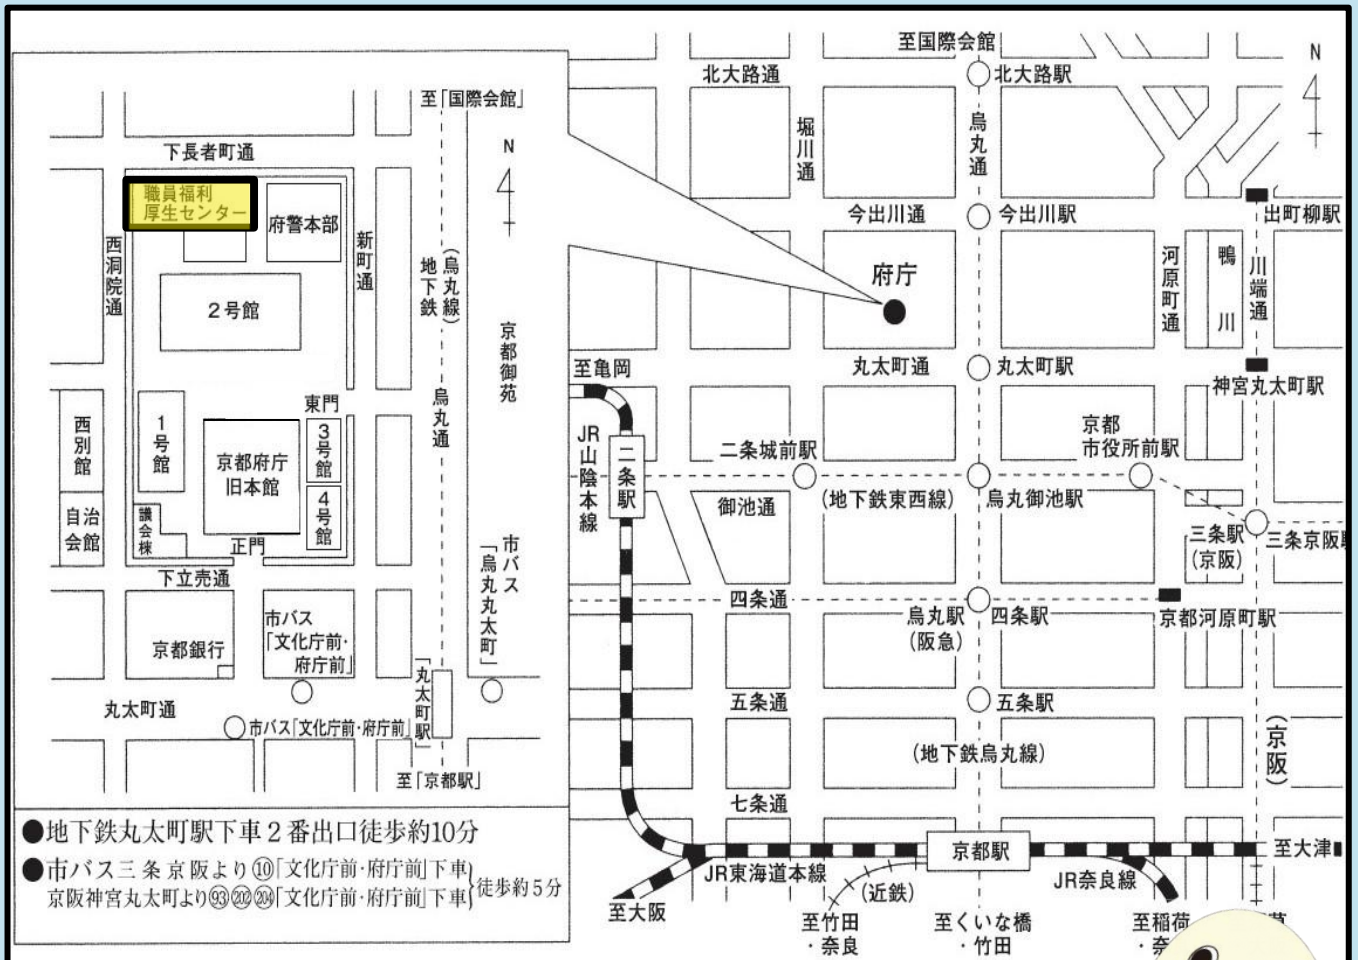 至「国際会館」
下長者町通
N
職員福利
厚生センター
府警本部
西洞院通
新町通
地下鉄
(烏丸線)
2号館
京都御苑
烏丸通
東門
西別館
1号館
京都府庁
旧本館
3号館
4号館
自治
会館
議会棟
正門
下立売通
市バス
「烏丸丸太町」
京都銀行
市バス
「文化庁前・
府庁前」
「丸太町駅」
丸太町通
市バス「文化庁前・府庁前」
至「京都駅」
●地下鉄丸太町駅下車2番出口徒歩約10分
●市バス三条京阪より⑩「文化庁前・府庁前」下車
京阪神宮丸太町より93 202 204「文化庁前・府庁前」下車
徒歩約5分
至国際会館
北大路通
北大路駅
N
堀川通
烏丸通
今出川通
今出川駅
出町柳駅
府庁
河原町通
鴨川
川端通
至亀岡
丸太町通
丸太町駅
神宮丸太町駅
JR山陰本線
二条駅
二条城前駅
京都
市役所前駅
御池通
(地下鉄東西線)
烏丸御池駅
三条駅
(京阪)
三条京阪駅
四条通
烏丸駅
(阪急)
四条駅
京都河原町駅
五条通
五条駅
(地下鉄烏丸線)
(京阪)
七条通
京都駅
至大津
JR東海道本線
(近鉄)
JR奈良線
至大阪
至竹田
・奈良
至くいな橋
・竹田
至稲荷